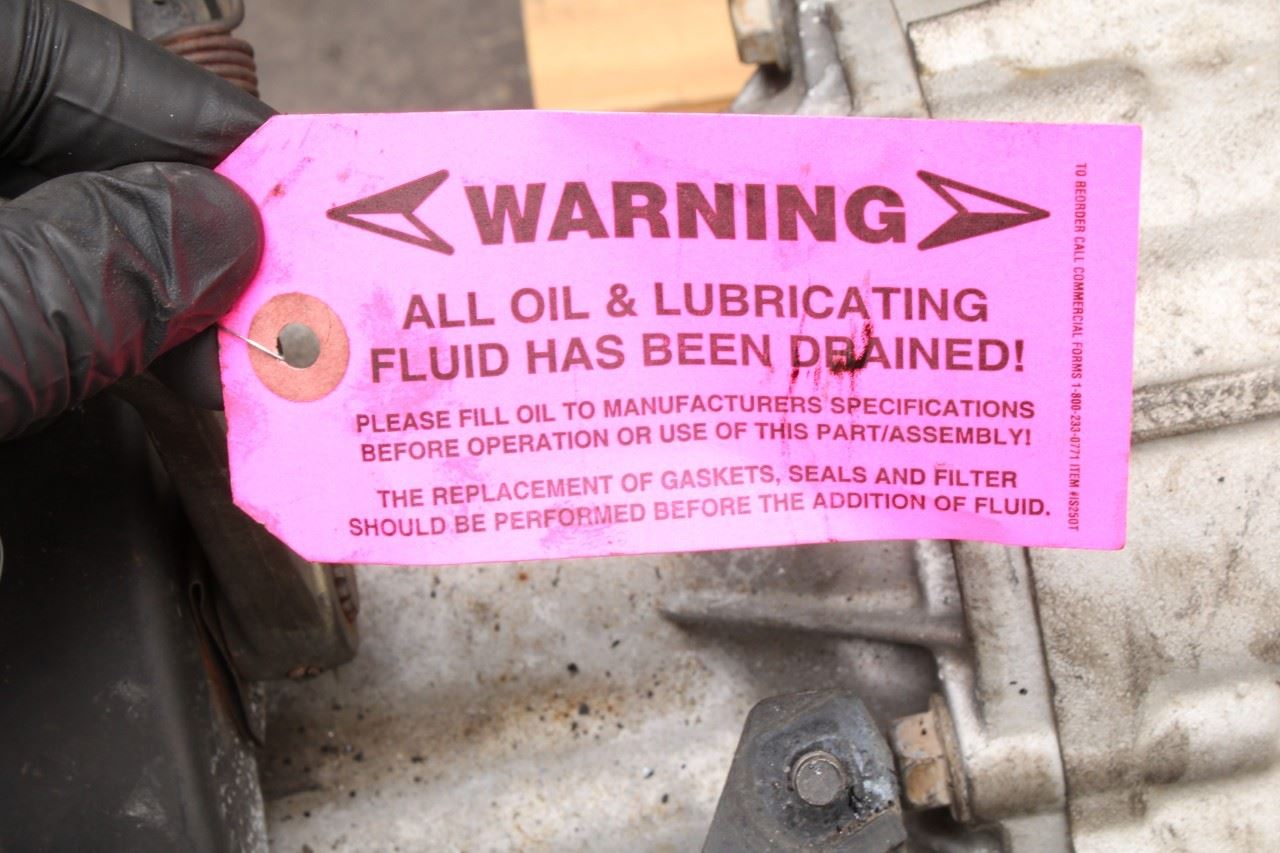 WARNING
ALL OIL & LUBRICATING
FLUID HAS BEEN DRAINED!
PLEASE FILL OIL TO MANUFACTURERS SPECIFICATIONS
BEFORE OPERATION OR USE OF THIS PART/ASSEMBLY!
THE REPLACEMENT OF GASKETS, SEALS AND FILTER
SHOULD BE PERFORMED BEFORE THE ADDITION OF FLUID.
TO REORDER CALL COMMERCIAL FORMS 1-800-233-0771 ITEM #IS250T